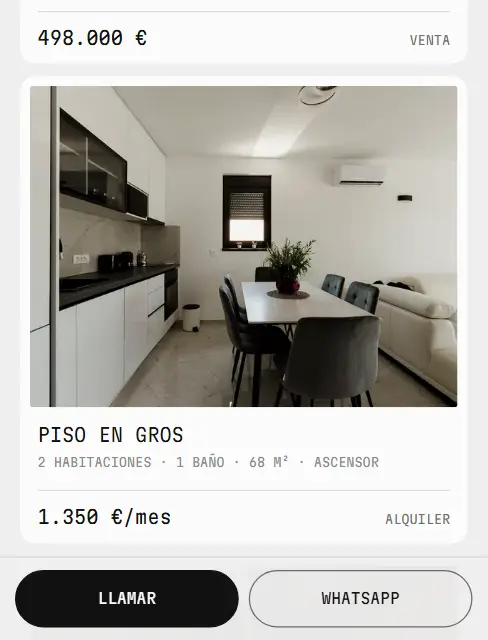 498.000 €
VENTA
PISO EN GROS
2 HABITACIONES · 1 BAÑO · 68 M² · ASCENSOR
1.350 €/mes
ALQUILER
LLAMAR
WHATSAPP